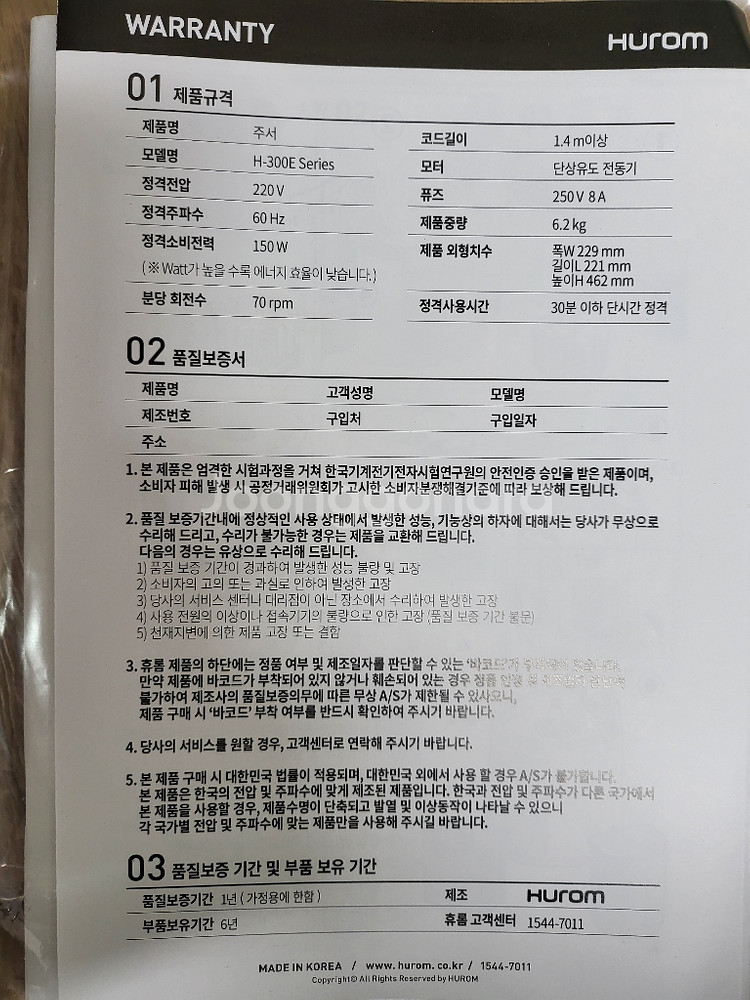 WARRANTY
HUROM
01 제품규격
제품명 주서
모델명 H-300E Series
정격전압 220 V
정격주파수 60 Hz
정격소비전력 150 W
( ※ Watt가 높을 수록 에너지 효율이 낮습니다.)
분당 회전수 70 rpm
코드길이 1.4 m이상
모터 단상유도 전동기
퓨즈 250 V 8 A
제품중량 6.2 kg
제품 외형치수 폭W 229 mm
길이L 221 mm
높이H 462 mm
정격사용시간 30분 이하 단시간 정격
02 품질보증서
제품명 고객성명 모델명
제조번호 구입처 구입일자
주소
1. 본 제품은 엄격한 시험과정을 거쳐 한국기계전기전자시험연구원의 안전인증 승인을 받은 제품이며,
소비자 피해 발생 시 공정거래위원회가 고시한 소비자분쟁해결기준에 따라 보상해 드립니다.
Joonggonara
2. 품질 보증기간내에 정상적인 사용 상태에서 발생한 성능, 기능상의 하자에 대해서는 당사가 무상으로
수리해 드리고, 수리가 불가능한 경우는 제품을 교환해 드립니다.
다음의 경우는 유상으로 수리해 드립니다.
1) 품질 보증 기간이 경과하여 발생한 성능 불량 및 고장
2) 소비자의 고의 또는 과실로 인하여 발생한 고장
3) 당사의 서비스 센터나 대리점이 아닌 장소에서 수리하여 발생한 고장
4) 사용 전원의 이상이나 접속기기의 불량으로 인한 고장 (품질 보증 기간 불문)
5) 천재지변에 의한 제품 고장 또는 결함
3. 휴롬 제품의 하단에는 정품 여부 및 제조일자를 판단할 수 있는 '바코드'가
만약 제품에 바코드가 부착되어 있지 않거나 훼손되어 있는 경우 정품
불가하여 제조사의 품질보증의무에 따른 무상 A/S가 제한될 수 있사오니,
제품 구매 시 '바코드' 부착 여부를 반드시 확인하여 주시기 바랍니다.
4. 당사의 서비스를 원할 경우, 고객센터로 연락해 주시기 바랍니다.
5. 본 제품 구매 시 대한민국 법률이 적용되며, 대한민국 외에서 사용 할 경우 A/S가 불가합니다.
본 제품은 한국의 전압 및 주파수에 맞게 제조된 제품입니다. 한국과 전압 및 주파수가 다른 국가에서
본 제품을 사용할 경우, 제품수명이 단축되고 발열 및 이상동작이 나타날 수 있으니
각 국가별 전압 및 주파수에 맞는 제품만을 사용해 주시길 바랍니다.
03 품질보증 기간 및 부품 보유 기간
품질보증기간 1년 ( 가정용에 한함 ) 제조 HUROM
부품보유기간 6년 휴롬 고객센터 1544-7011
MADE IN KOREA / www. hurom. co.kr / 1544-7011
Copyright© All Rights Reserved by HUROM